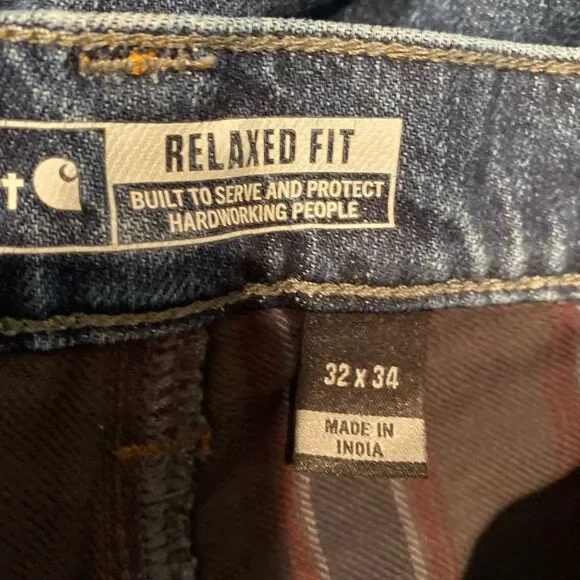 t
RELAXED FIT
BUILT TO SERVE AND PROTECT
HARDWORKING PEOPLE
32 x 34
MADE IN
INDIA